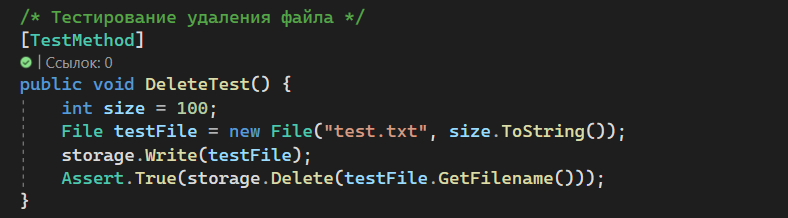 /* Тестирование удаления файла */
[TestMethod]
| Ссылок: 0
public void DeleteTest() {
    int size = 100;
    File testFile = new File("test.txt", size.ToString());
    storage.Write(testFile);
    Assert.True(storage.Delete(testFile.GetFilename()));
}